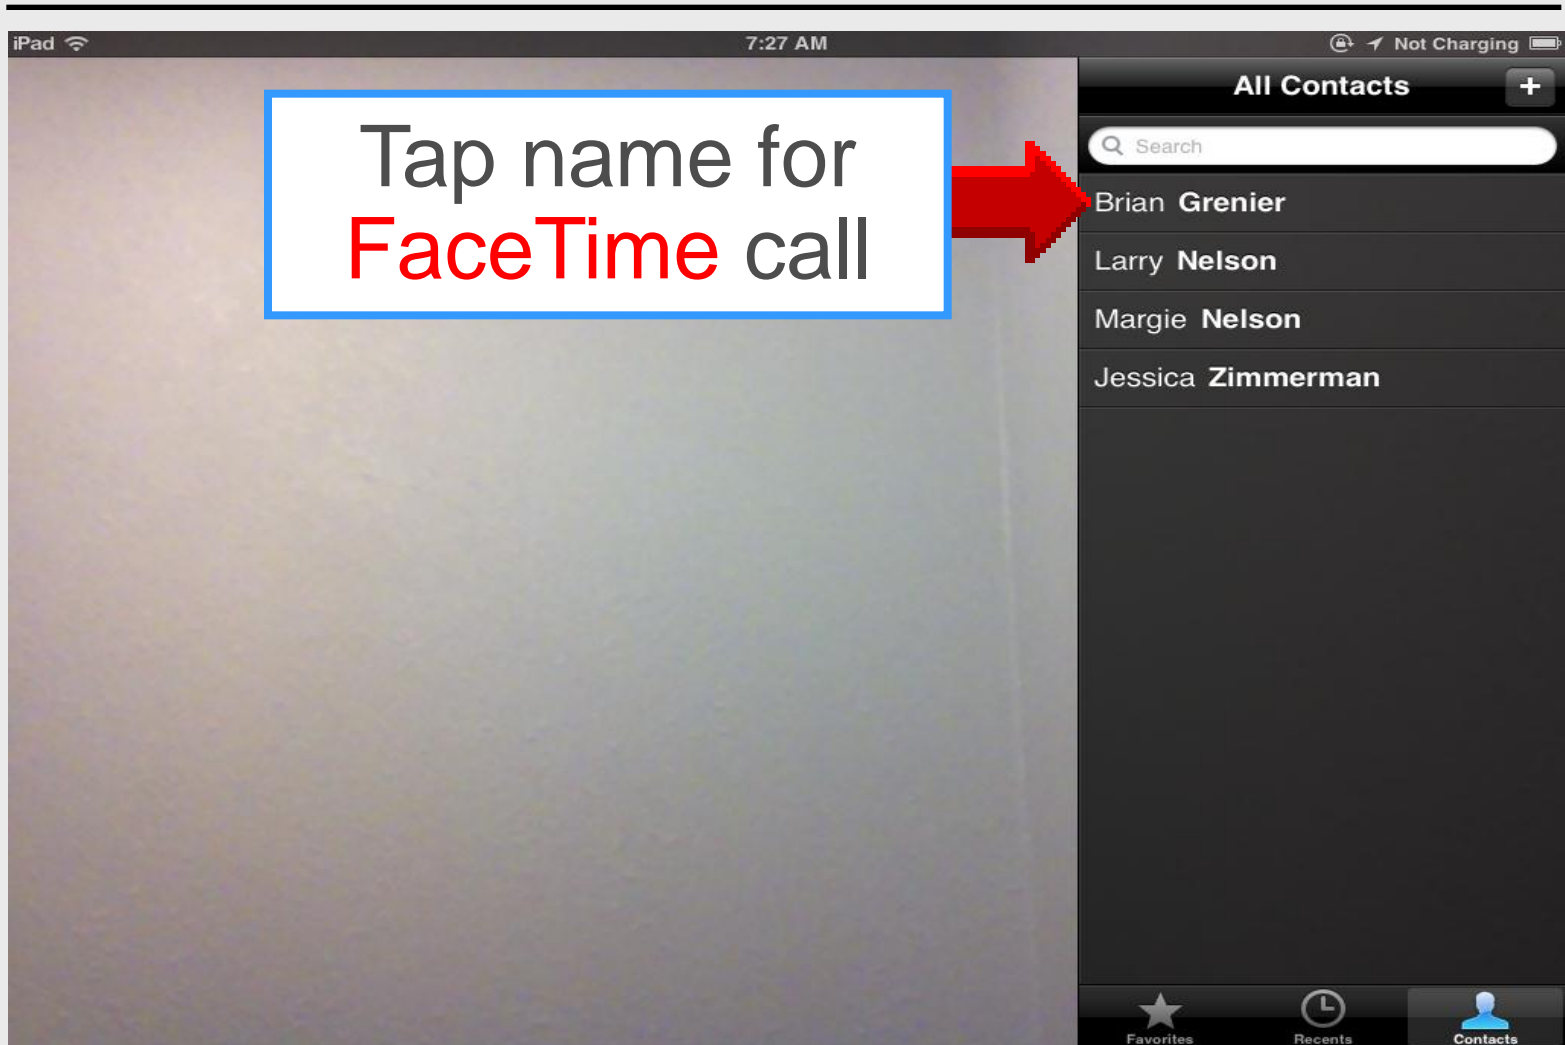 iPad 7:27 AM Not Charging
All Contacts +
Tap name for
FaceTime call
Search
Brian Grenier
Larry Nelson
Margie Nelson
Jessica Zimmerman
Favorites Recents Contacts